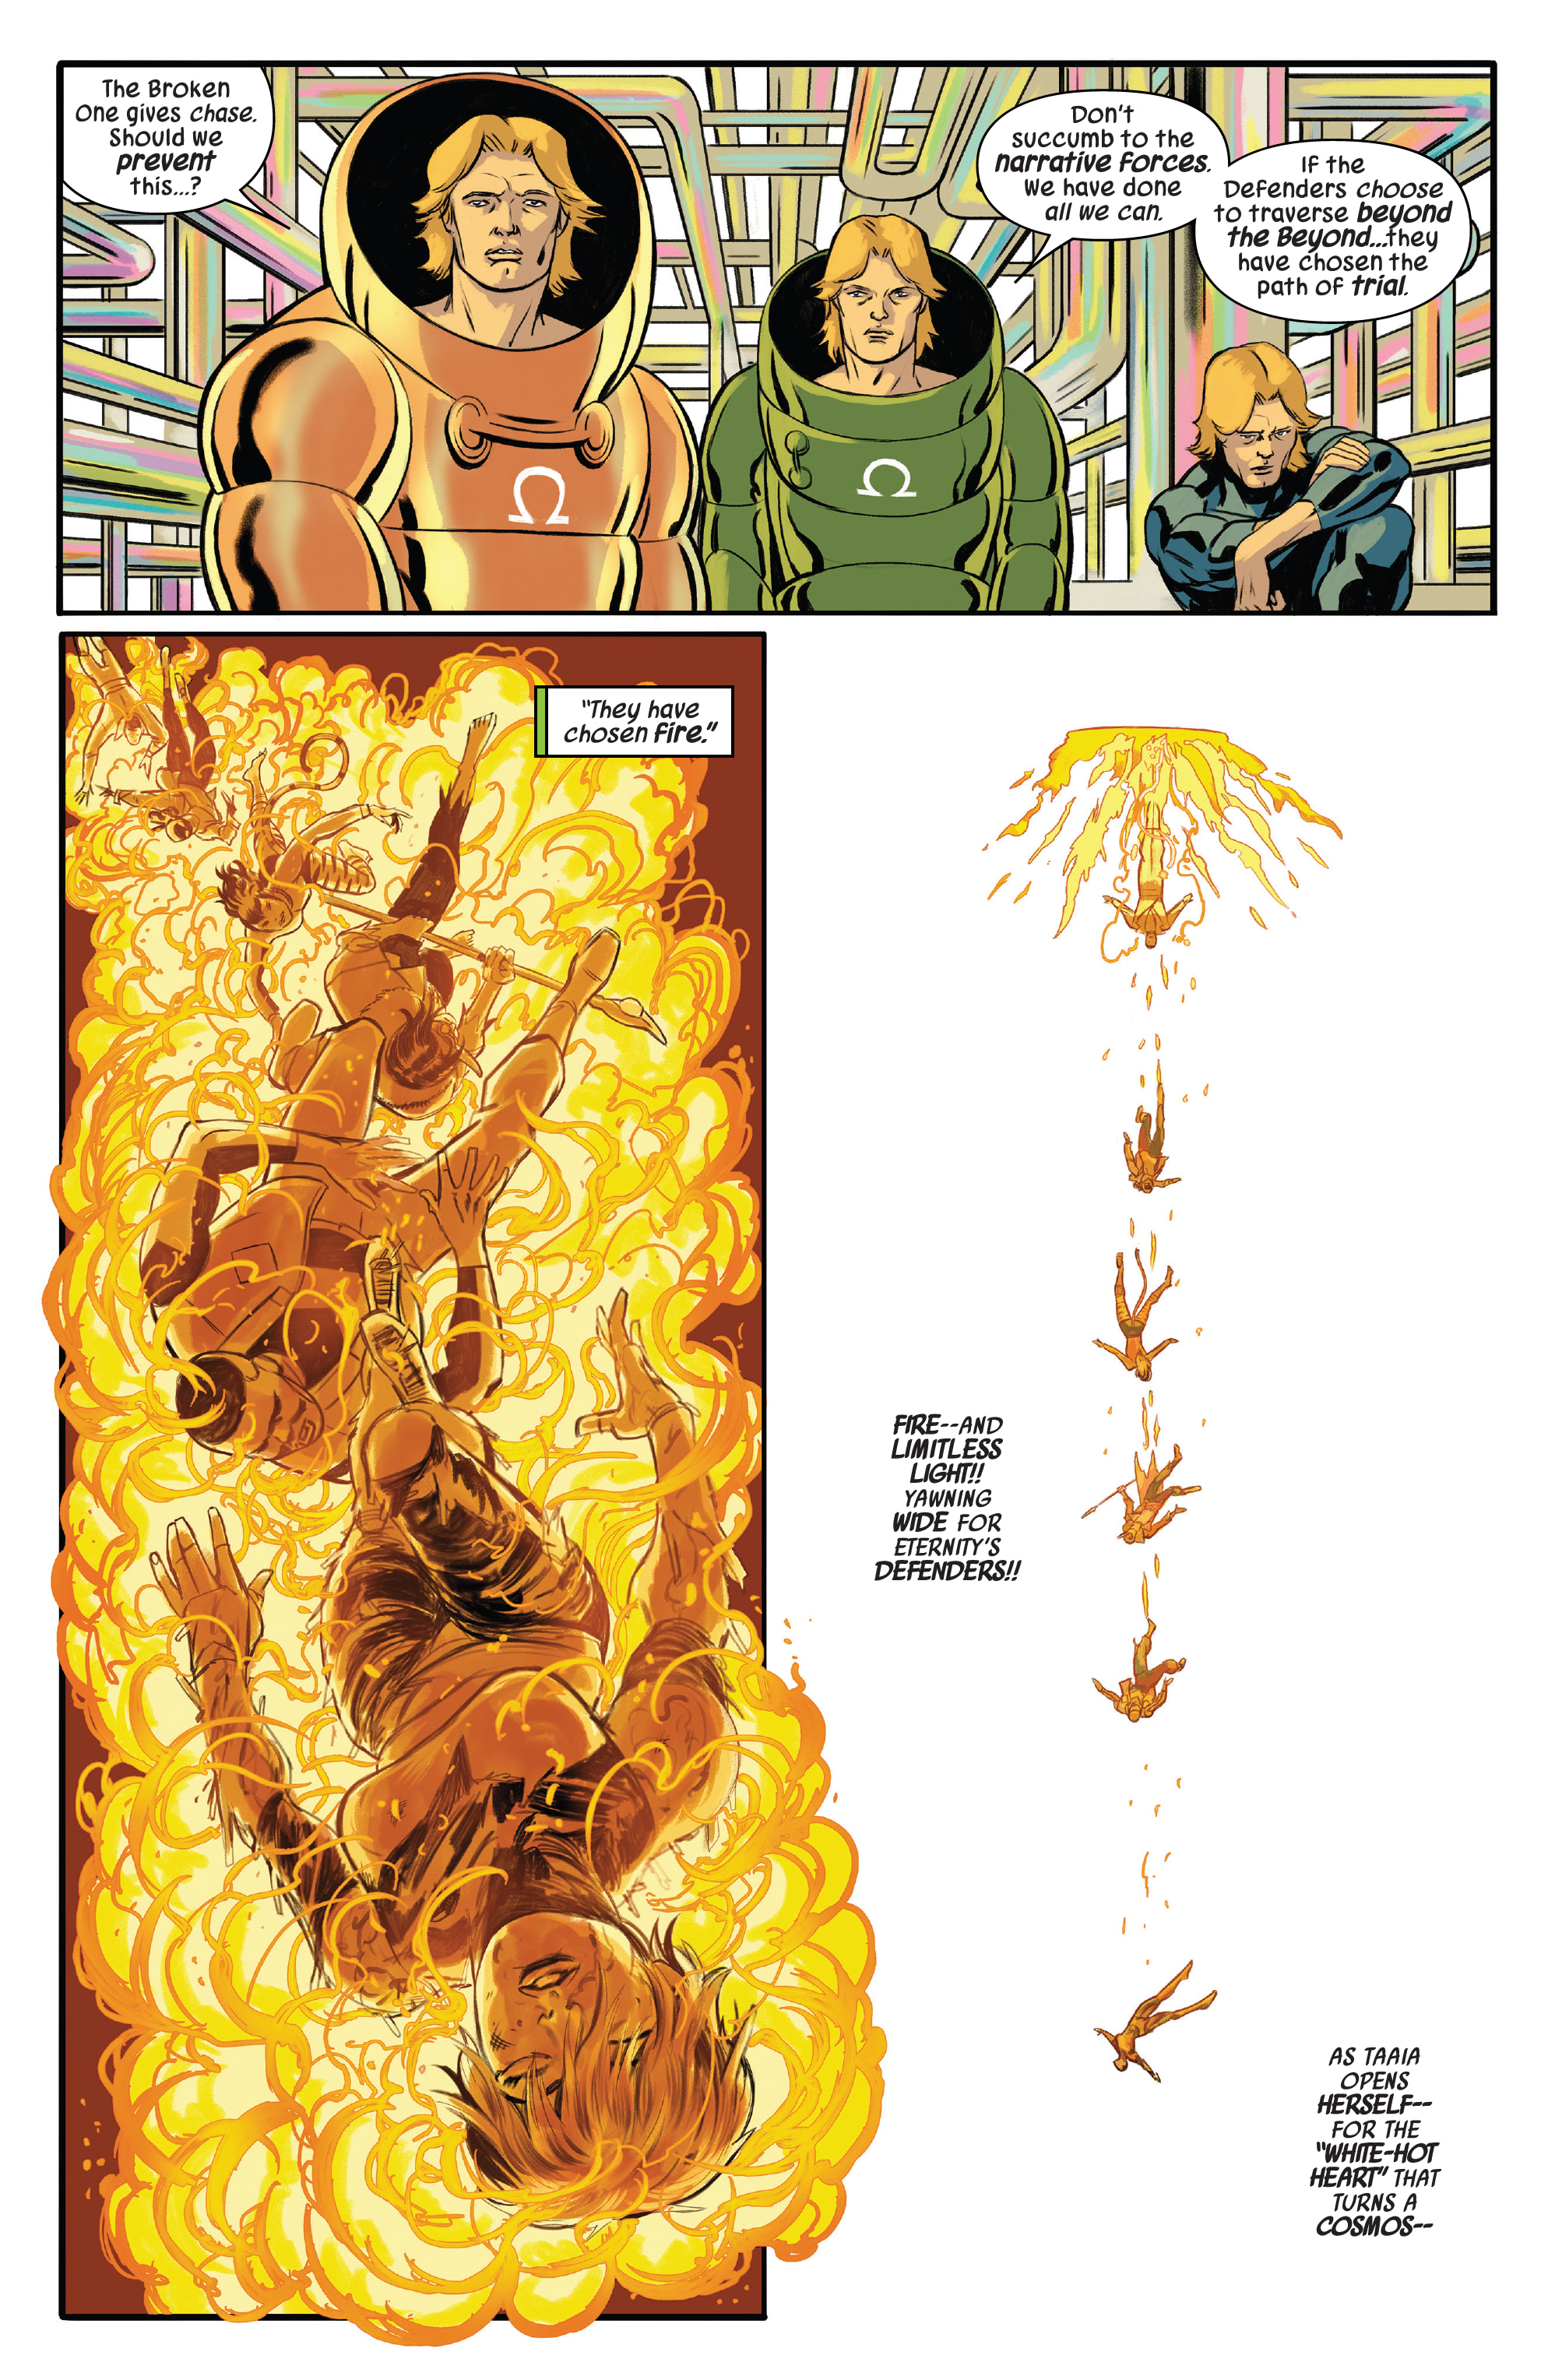 The Broken
One gives chase.
Should we
prevent
this...?
Don't
succumb to the
narrative forces.
We have done
all we can.
If the
Defenders choose
to traverse beyond
the Beyond...they
have chosen the
path of trial.
Ω
Ω
"They have
chosen fire."
FIRE--AND
LIMITLESS
LIGHT!!
YAWNING
WIDE FOR
ETERNITY'S
DEFENDERS!!
AS TAAIA
OPENS
HERSELF--
FOR THE
"WHITE-HOT
HEART" THAT
TURNS A
COSMOS--